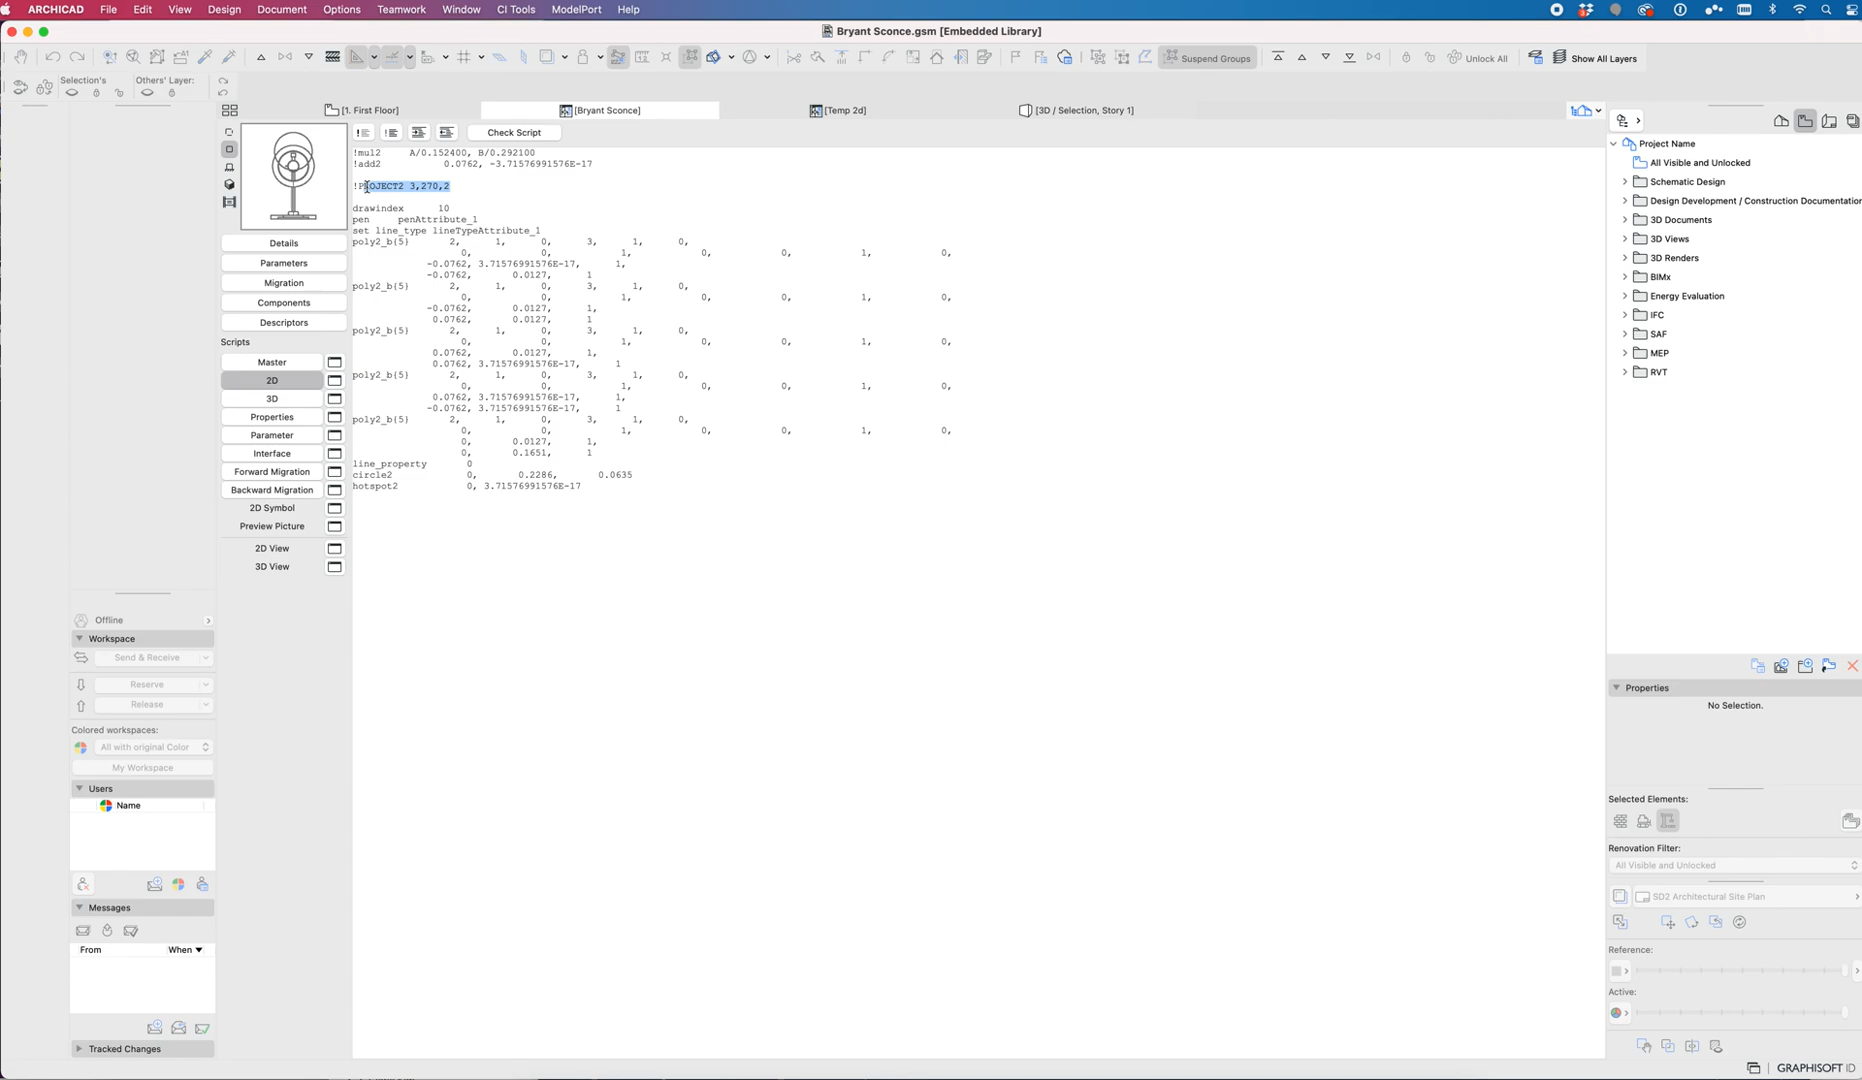 ARCHICAD File Edit View Design Document Options Teamwork Window CI Tools ModelPort Help
Bryant Sconce.gsm [Embedded Library]
Suspend Groups Unlock All Show All Layers
Selection's Others' Layer:
[1. First Floor] [Bryant Sconce] [Temp 2d] [3D / Selection, Story 1]
Check Script
!mul2 A/0.152400, B/0.292100
!add2 0.0762, -3.71576991576E-17
!PROJECT2 3,270,2
drawindex 10
pen penAttribute_1
set line_type lineTypeAttribute_1
poly2_b{5} 2, 1, 0, 3, 1, 0,
0, 0, 1, 0, 0, 1, 0,
-0.0762, 3.71576991576E-17, 1,
-0.0762, 0.0127, 1
poly2_b{5} 2, 1, 0, 3, 1, 0,
0, 0, 1, 0, 0, 1, 0,
-0.0762, 0.0127, 1,
0.0762, 0.0127, 1
poly2_b{5} 2, 1, 0, 3, 1, 0,
0, 0, 1, 0, 0, 1, 0,
0.0762, 0.0127, 1,
0.0762, 3.71576991576E-17, 1
poly2_b{5} 2, 1, 0, 3, 1, 0,
0, 0, 1, 0, 0, 1, 0,
0.0762, 3.71576991576E-17, 1,
-0.0762, 3.71576991576E-17, 1
poly2_b{5} 2, 1, 0, 3, 1, 0,
0, 0, 1, 0, 0, 1, 0,
0, 0.0127, 1,
0, 0.1651, 1
line_property 0
circle2 0, 0.2286, 0.0635
hotspot2 0, 3.71576991576E-17
Details
Parameters
Migration
Components
Descriptors
Scripts
Master
2D
3D
Properties
Parameter
Interface
Forward Migration
Backward Migration
2D Symbol
Preview Picture
2D View
3D View
Offline
Workspace
Send & Receive
Reserve
Release
Colored workspaces:
All with original Color
My Workspace
Users
Name
Messages
From When
Tracked Changes
Project Name
All Visible and Unlocked
Schematic Design
Design Development / Construction Documentation
3D Documents
3D Views
3D Renders
BIMx
Energy Evaluation
IFC
SAF
MEP
RVT
Properties
No Selection.
Selected Elements:
Renovation Filter:
All Visible and Unlocked
SD2 Architectural Site Plan
Reference:
Active:
GRAPHISOFT ID